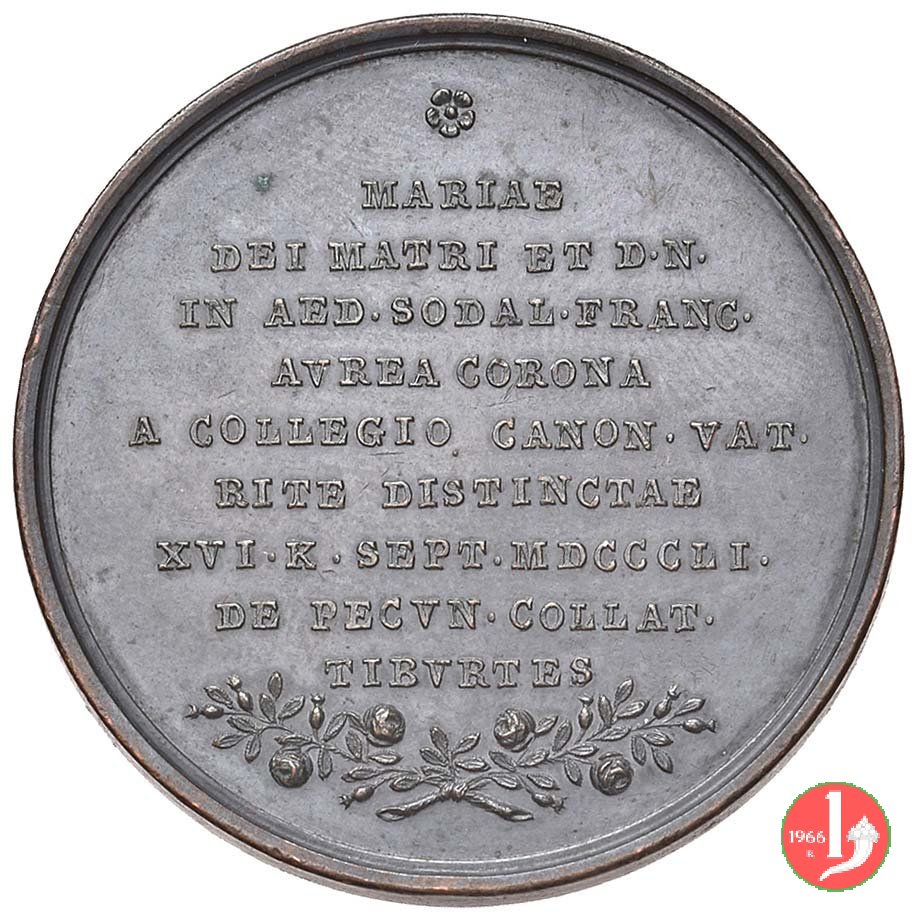 MARIAE
DEI MATRI ET D·N·
IN AED·SODAL·FRANC·
AVREA CORONA
A COLLEGIO CANON·VAT·
RITE DISTINCTAE
XVI·K·SEPT·MDCCCLI·
DE PECVN·COLLAT·
TIBVRTES
1966
R.
1